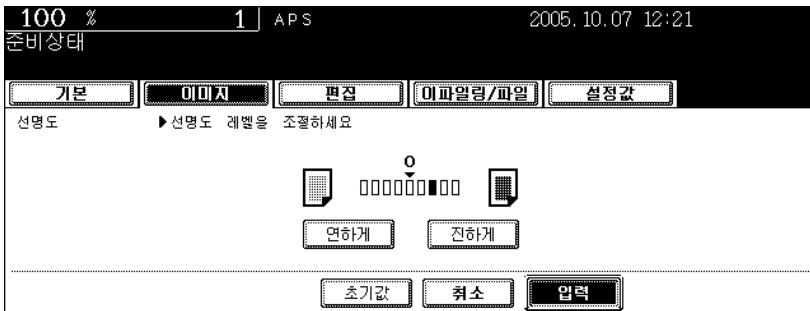 100 % 1 APS 2005.10.07 12:21
준비상태
기본 이미지 편집 이파일링/파일 설정값
선명도 ▶선명도 레벨을 조절하세요
0
연하게 진하게
초기값 취소 입력